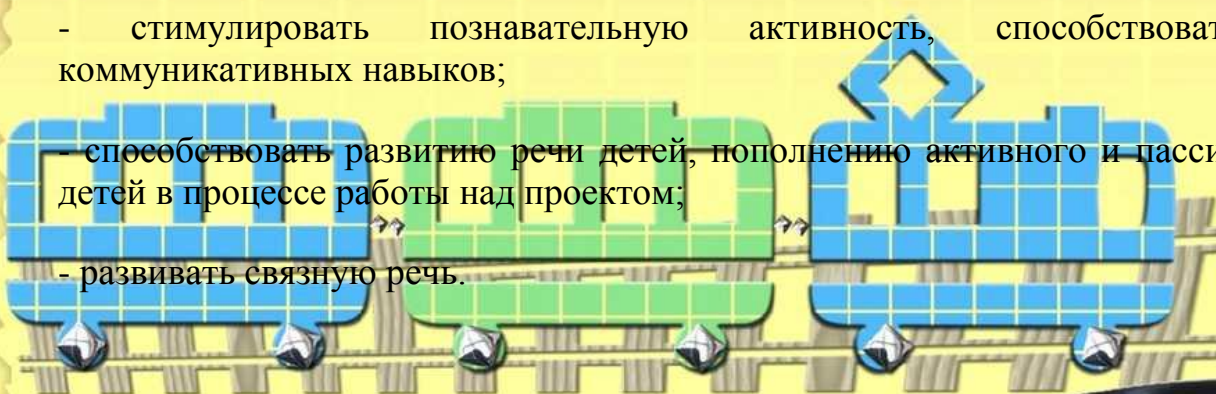 - стимулировать познавательную активность, способствоват
коммуникативных навыков;
- способствовать развитию речи детей, пополнению активного и пасси
детей в процессе работы над проектом;
- развивать связную речь.